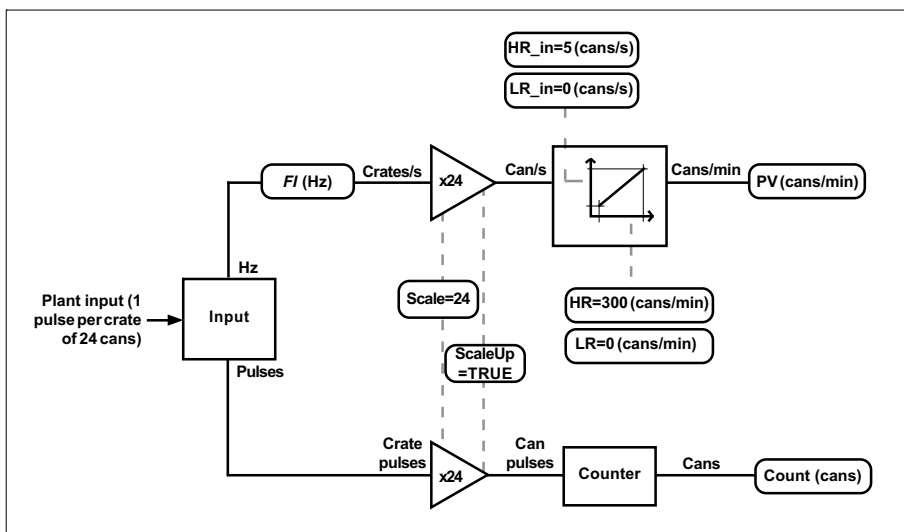 HR_in=5 (cans/s)
LR_in=0 (cans/s)
FI (Hz)
Crates/s
x24
Can/s
Cans/min
PV (cans/min)
Hz
Plant input (1
pulse per crate
of 24 cans)
Input
Scale=24
HR=300 (cans/min)
LR=0 (cans/min)
ScaleUp
=TRUE
Pulses
Crate
pulses
x24
Can
pulses
Counter
Cans
Count (cans)